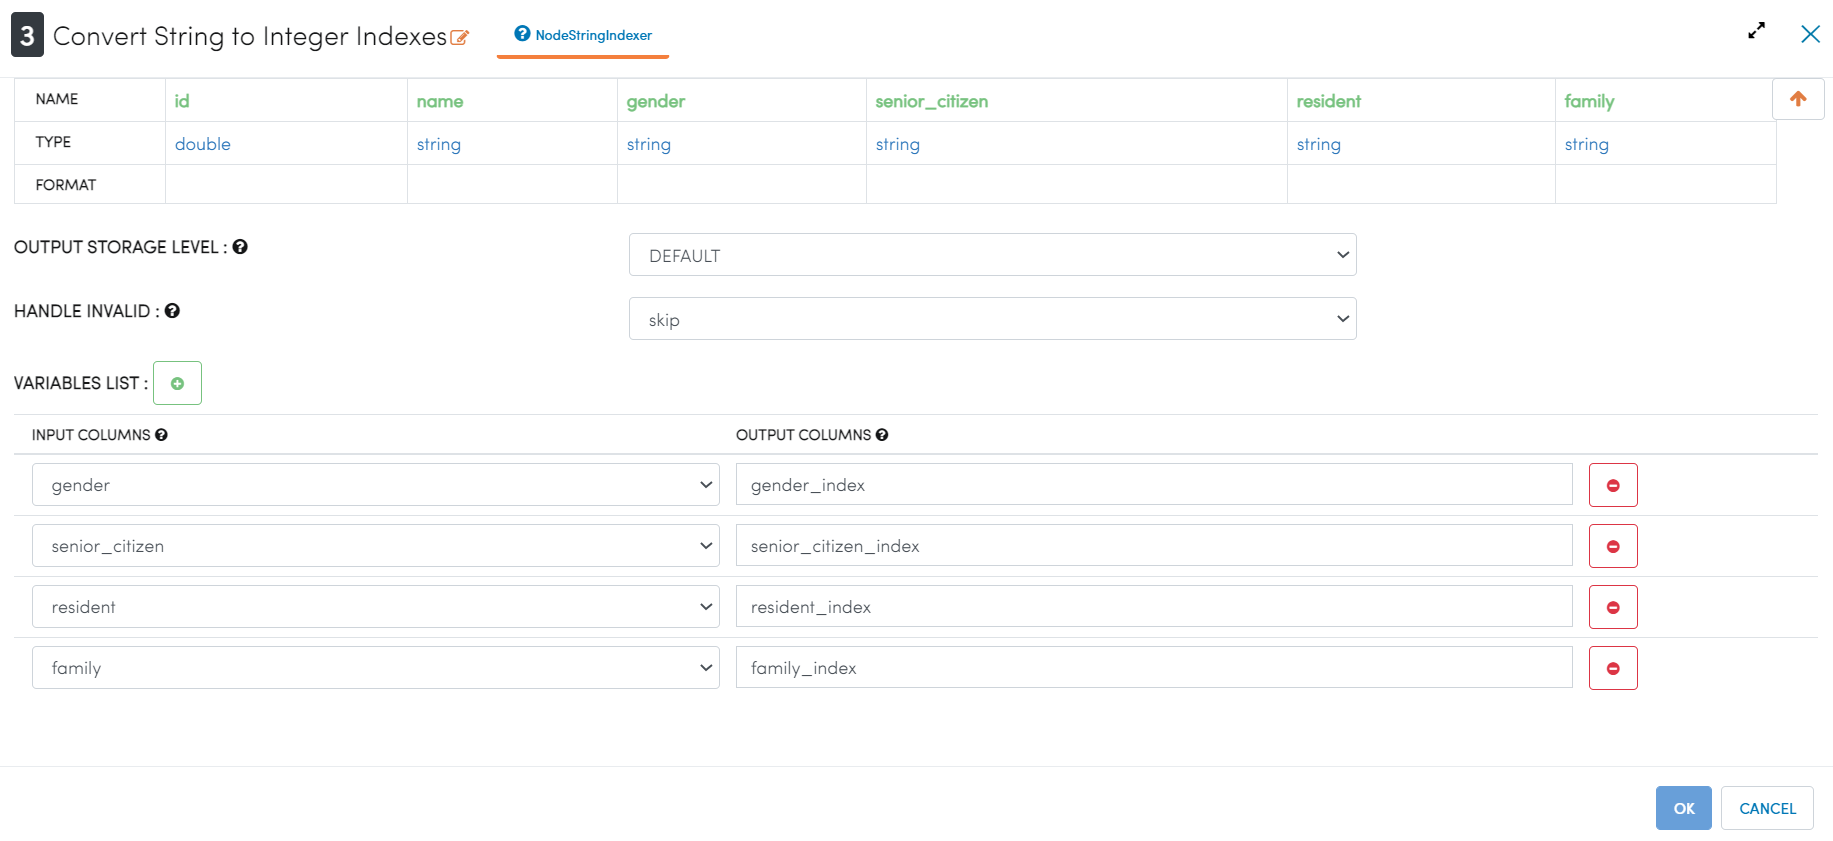 3 Convert String to Integer Indexes NodeStringIndexer
NAME id name gender senior_citizen resident family
TYPE double string string string string string
FORMAT
OUTPUT STORAGE LEVEL : DEFAULT
HANDLE INVALID : skip
VARIABLES LIST :
INPUT COLUMNS OUTPUT COLUMNS
gender gender_index
senior_citizen senior_citizen_index
resident resident_index
family family_index
OK CANCEL